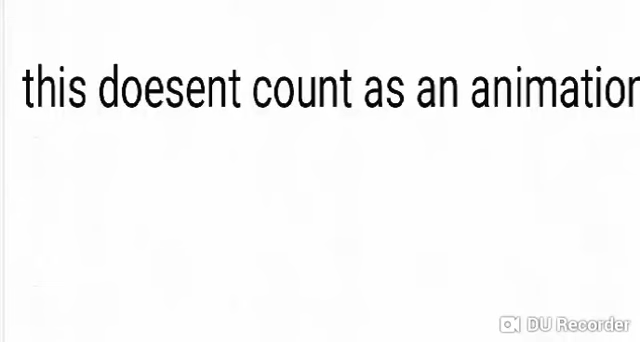 this doesent count as an animation
DU Recorder